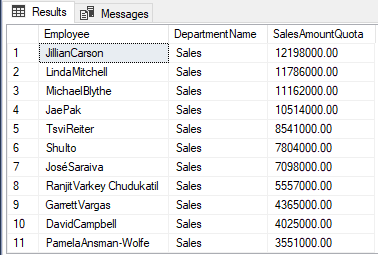 Results Messages
Employee DepartmentName SalesAmountQuota
1 JillianCarson Sales 12198000.00
2 LindaMitchell Sales 11786000.00
3 MichaelBlythe Sales 11162000.00
4 JaePak Sales 10514000.00
5 TsviReiter Sales 8541000.00
6 ShuIto Sales 7804000.00
7 JoséSaraiva Sales 7098000.00
8 RanjitVarkey Chudukatil Sales 5557000.00
9 GarrettVargas Sales 4365000.00
10 DavidCampbell Sales 4025000.00
11 PamelaAnsman-Wolfe Sales 3551000.00